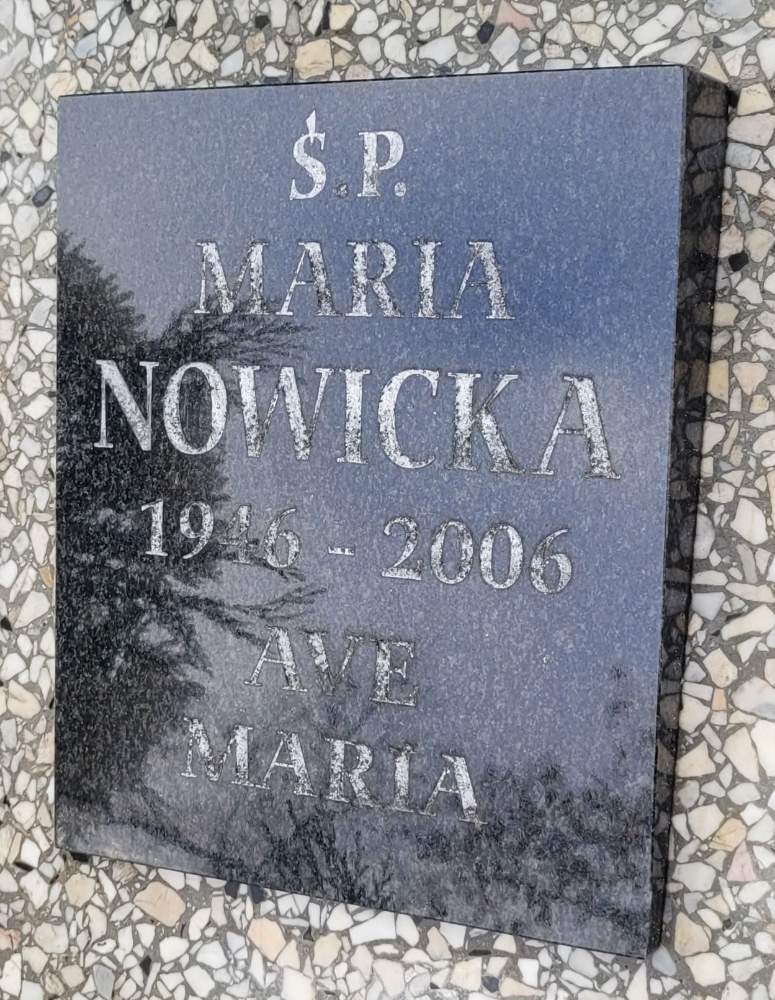 Ś.P.
MARIA
NOWICKA
1946 - 2006
AVE
MARIA